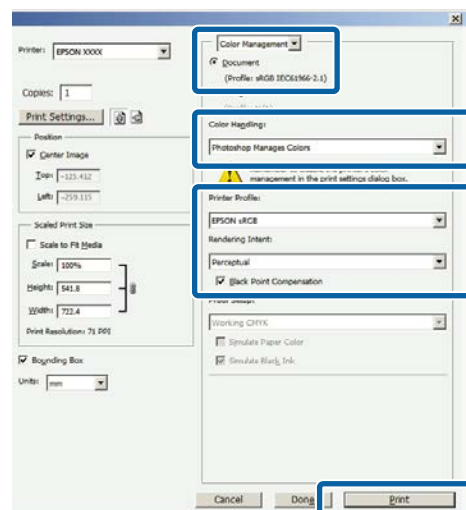 Printer: EPSON XXXX
Copies: 1
Print Settings...
Position
Center Image
Top: -125.412
Left: -259.115
Scaled Print Size
Scale to Fit Media
Scale: 100%
Height: 541.8
Width: 722.4
Print Resolution: 71 PPI
Bounding Box
Units: mm
Color Management
Document
(Profile: sRGB IEC61966-2.1)
Color Handling:
Photoshop Manages Colors
management in the print settings dialog box.
Printer Profile:
EPSON sRGB
Rendering Intent:
Perceptual
Black Point Compensation
Proof Setup:
Working CMYK
Simulate Paper Color
Simulate Black Ink
Cancel
Done
Print